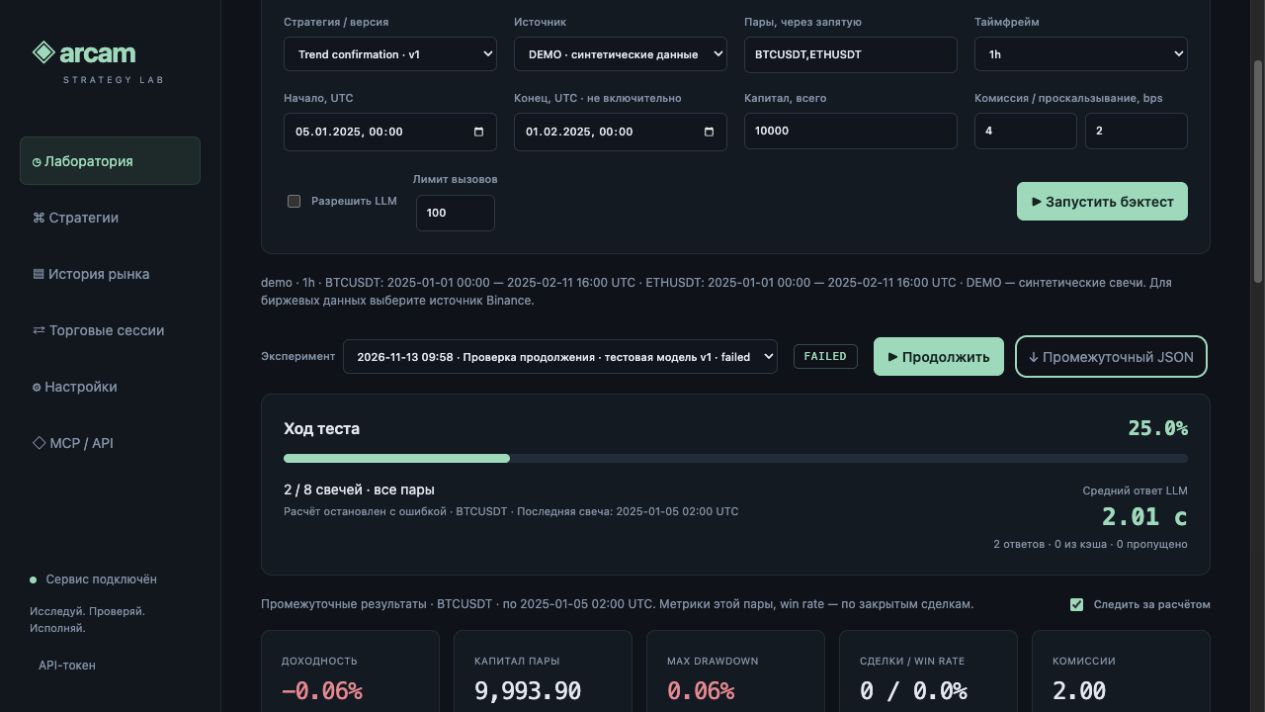 arcam
STRATEGY LAB
Лаборатория
⌘ Стратегии
История рынка
⇄ Торговые сессии
⚙ Настройки
◇ MCP / API
Сервис подключён
Исследуй. Проверяй.
Исполняй.
API-токен
Стратегия / версия
Источник
Пары, через запятую
Таймфрейм
Trend confirmation · v1
DEMO · синтетические данные
BTCUSDT,ETHUSDT
1h
Начало, UTC
Конец, UTC · не включительно
Капитал, всего
Комиссия / проскальзывание, bps
05.01.2025, 00:00
01.02.2025, 00:00
10000
4
2
Разрешить LLM
Лимит вызовов
100
▶ Запустить бэктест
demo · 1h · BTCUSDT: 2025-01-01 00:00 — 2025-02-11 16:00 UTC · ETHUSDT: 2025-01-01 00:00 — 2025-02-11 16:00 UTC · DEMO — синтетические свечи. Для
биржевых данных выберите источник Binance.
Эксперимент
2026-11-13 09:58 · Проверка продолжения · тестовая модель v1 · failed
FAILED
▶ Продолжить
↓ Промежуточный JSON
Ход теста
25.0%
2 / 8 свечей · все пары
Расчёт остановлен с ошибкой · BTCUSDT · Последняя свеча: 2025-01-05 02:00 UTC
Средний ответ LLM
2.01 с
2 ответов · 0 из кэша · 0 пропущено
Промежуточные результаты · BTCUSDT · по 2025-01-05 02:00 UTC. Метрики этой пары, win rate — по закрытым сделкам.
Следить за расчётом
ДОХОДНОСТЬ
−0.06%
КАПИТАЛ ПАРЫ
9,993.90
MAX DRAWDOWN
0.06%
СДЕЛКИ / WIN RATE
0 / 0.0%
КОМИССИИ
2.00